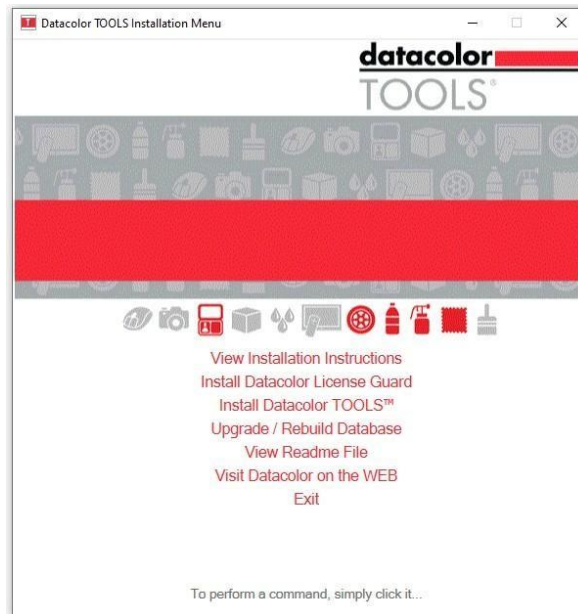 Datacolor TOOLS Installation Menu
datacolor
TOOLS®
View Installation Instructions
Install Datacolor License Guard
Install Datacolor TOOLS™
Upgrade / Rebuild Database
View Readme File
Visit Datacolor on the WEB
Exit
To perform a command, simply click it...